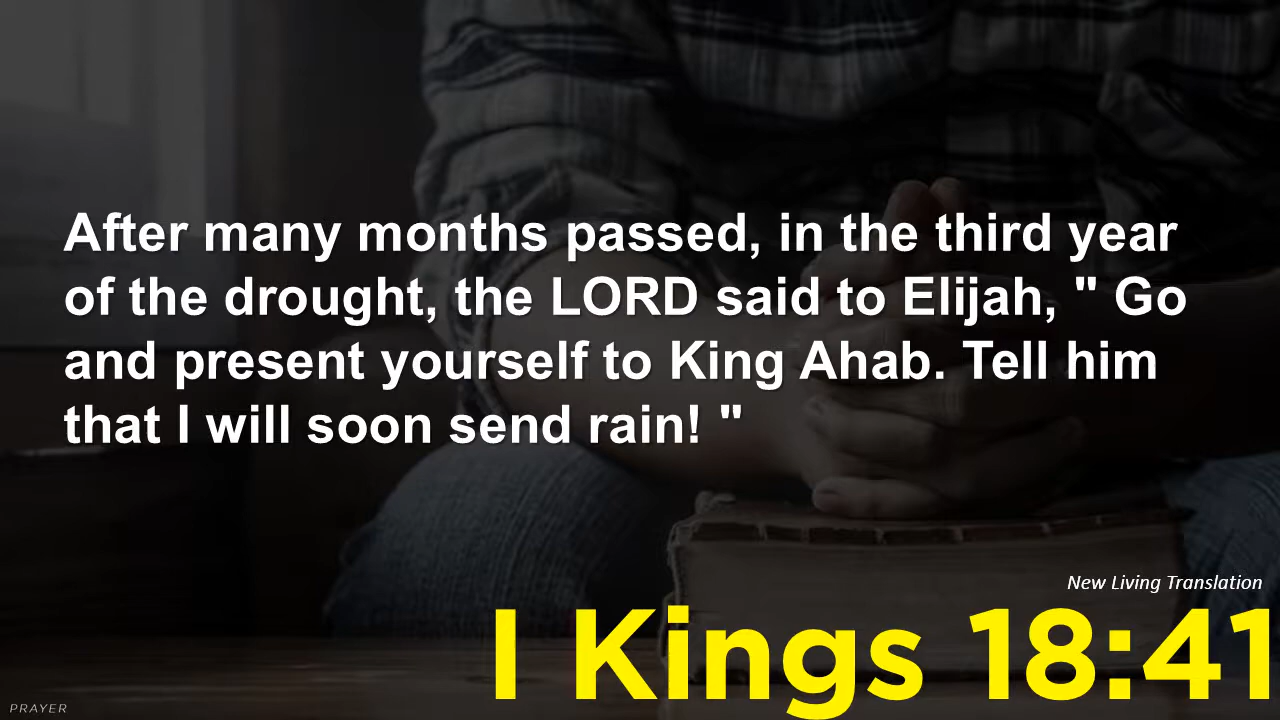 After many months passed, in the third year
of the drought, the LORD said to Elijah, " Go
and present yourself to King Ahab. Tell him
that I will soon send rain! "
New Living Translation
I Kings 18:41
PRAYER